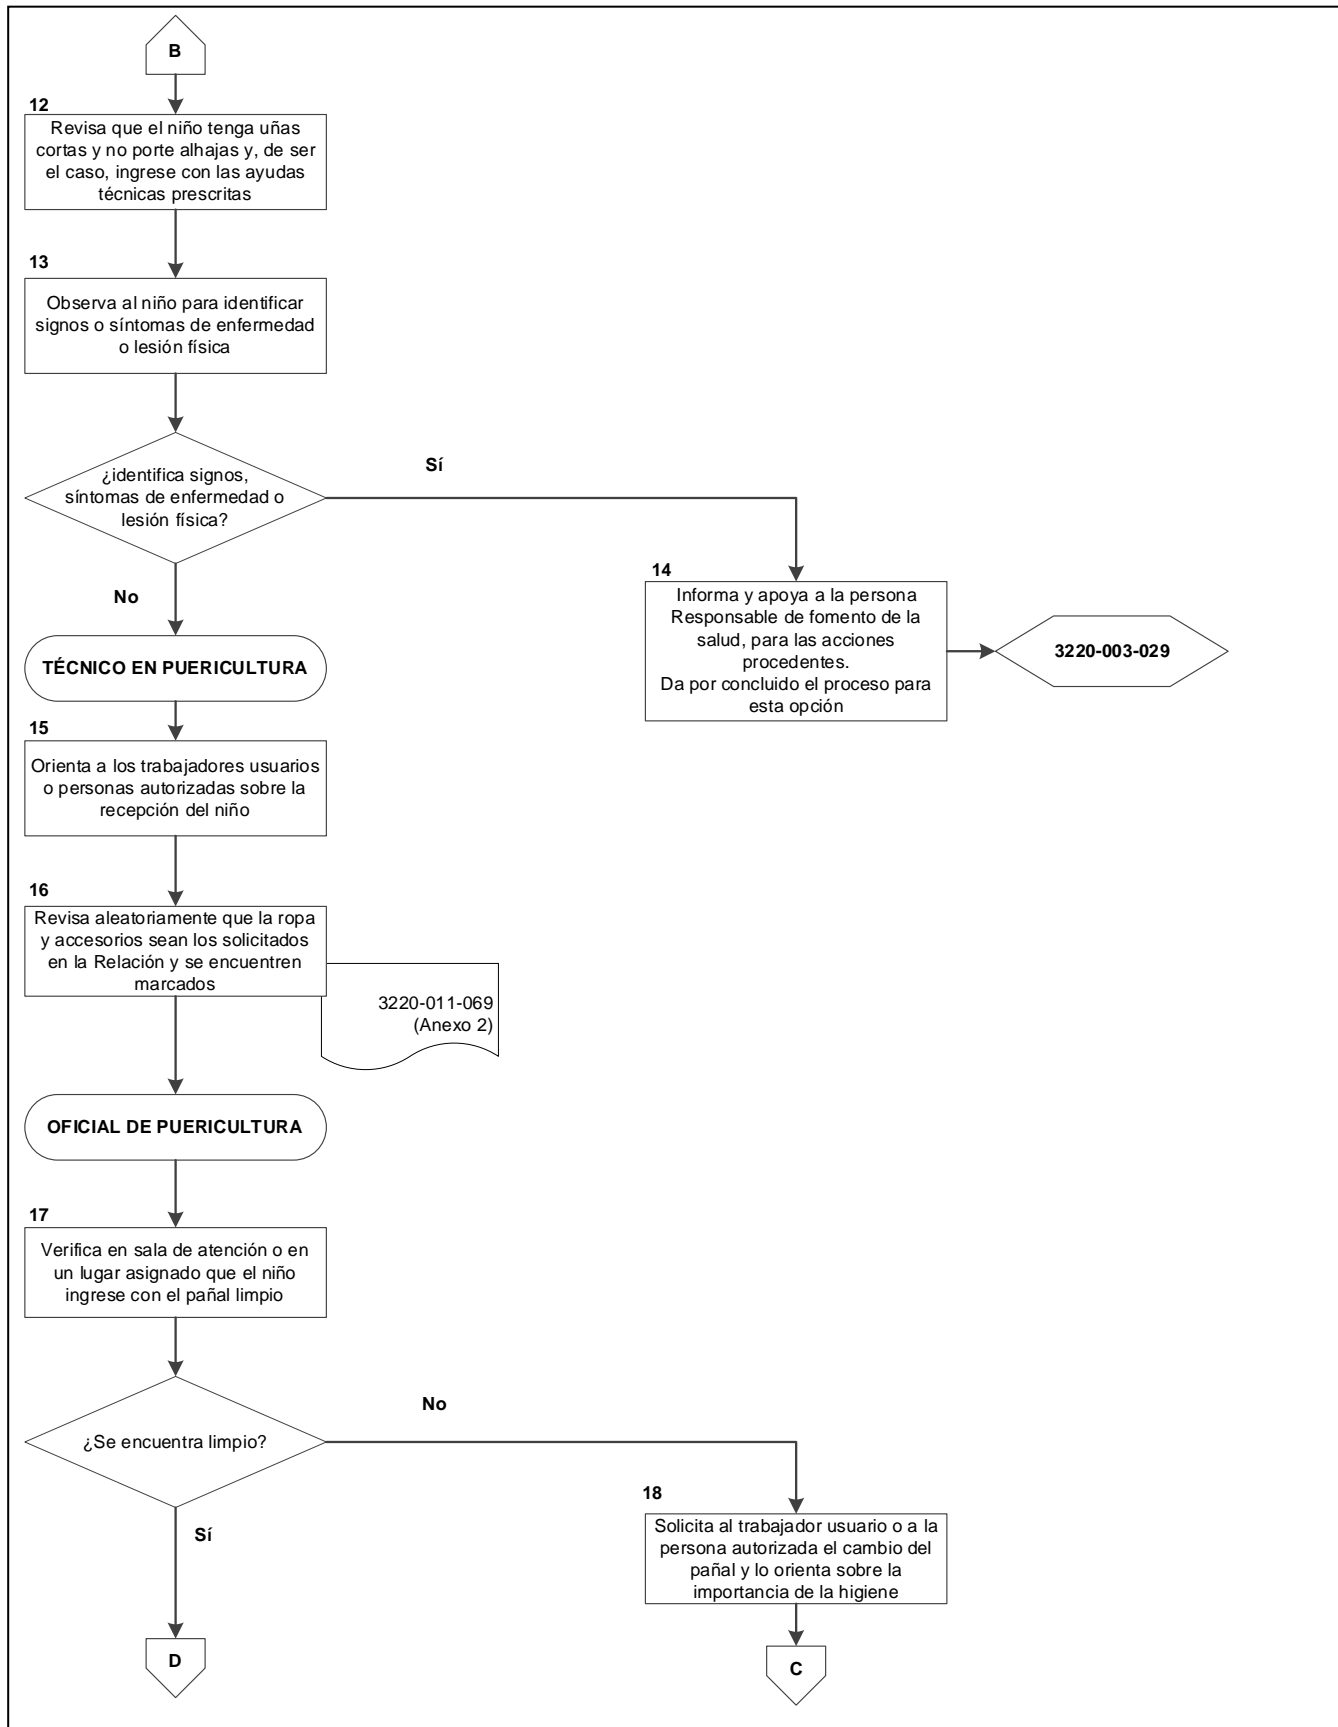 B
12
Revisa que el niño tenga uñas
cortas y no porte alhajas y, de ser
el caso, ingrese con las ayudas
técnicas prescritas
13
Observa al niño para identificar
signos o síntomas de enfermedad
o lesión física
¿identifica signos,
síntomas de enfermedad o
lesión física?
Sí
No
14
Informa y apoya a la persona
Responsable de fomento de la
salud, para las acciones
procedentes.
Da por concluido el proceso para
esta opción
3220-003-029
TÉCNICO EN PUERICULTURA
15
Orienta a los trabajadores usuarios
o personas autorizadas sobre la
recepción del niño
16
Revisa aleatoriamente que la ropa
y accesorios sean los solicitados
en la Relación y se encuentren
marcados
3220-011-069
(Anexo 2)
OFICIAL DE PUERICULTURA
17
Verifica en sala de atención o en
un lugar asignado que el niño
ingrese con el pañal limpio
¿Se encuentra limpio?
No
Sí
18
Solicita al trabajador usuario o a la
persona autorizada el cambio del
pañal y lo orienta sobre la
importancia de la higiene
D
C